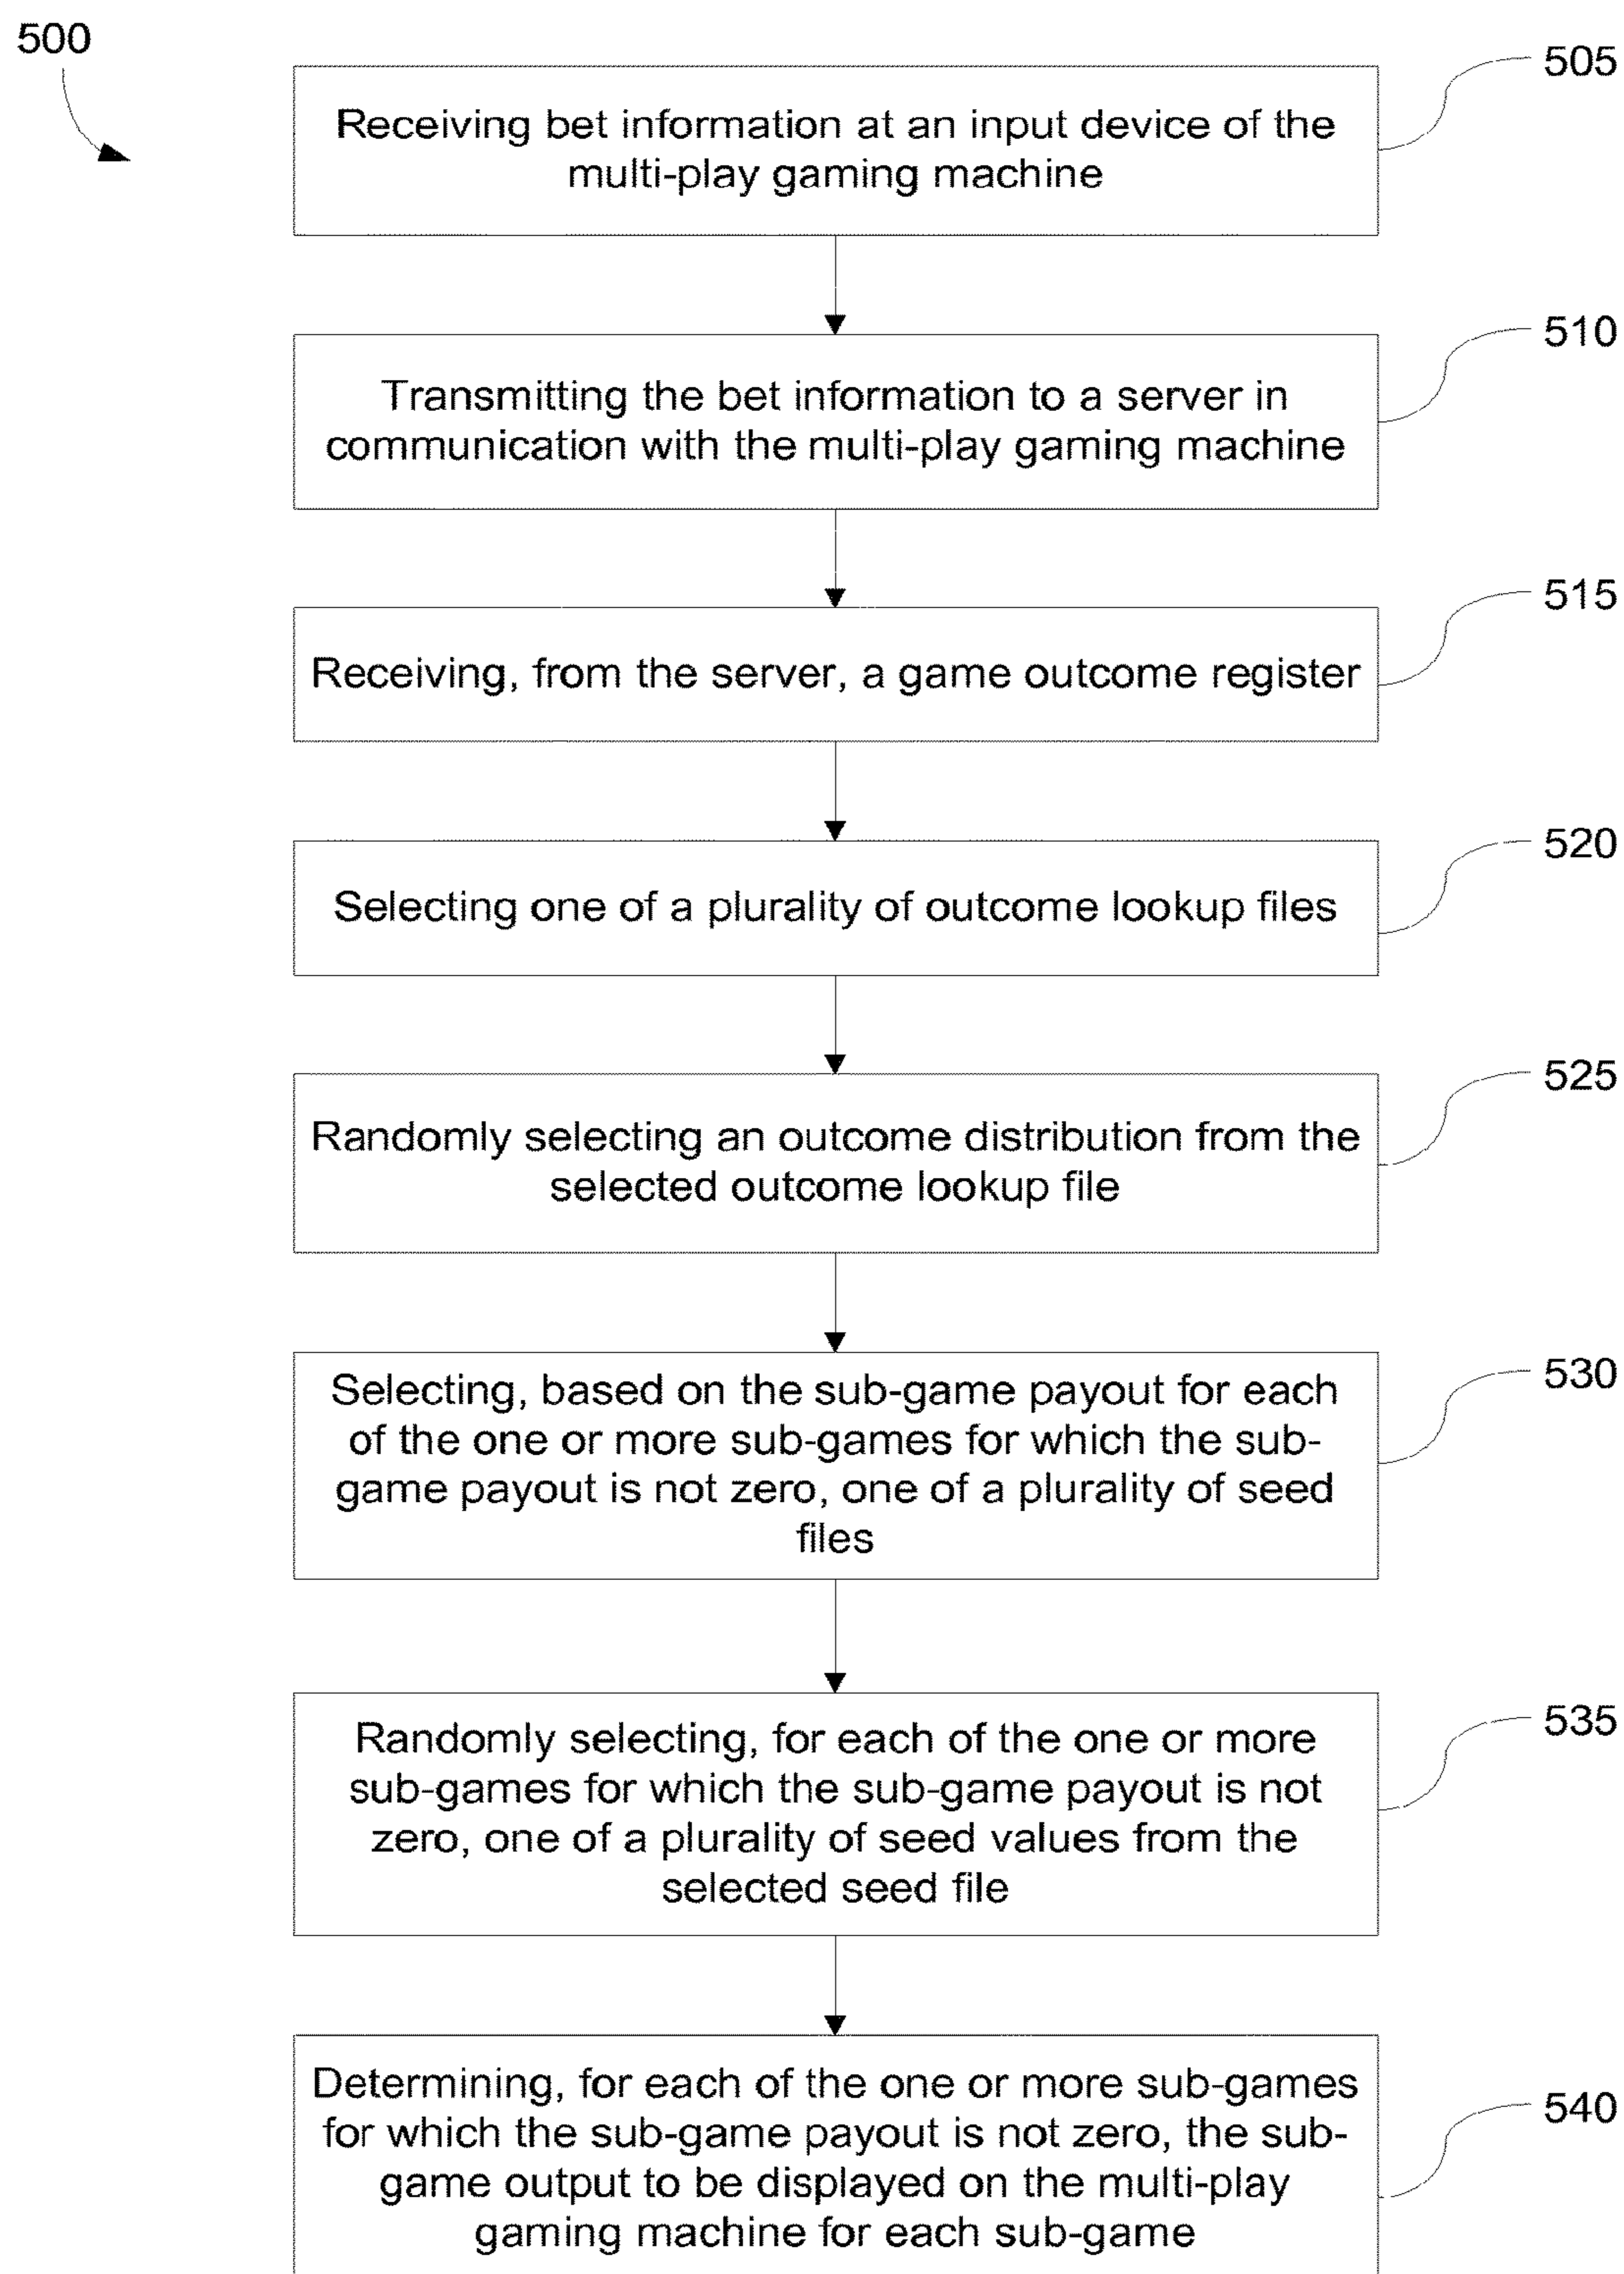 500
505
Receiving bet information at an input device of the
multi-play gaming machine
510
Transmitting the bet information to a server in
communication with the multi-play gaming machine
515
Receiving, from the server, a game outcome register
520
Selecting one of a plurality of outcome lookup files
525
Randomly selecting an outcome distribution from the
selected outcome lookup file
530
Selecting, based on the sub-game payout for each
of the one or more sub-games for which the sub-
game payout is not zero, one of a plurality of seed
files
535
Randomly selecting, for each of the one or more
sub-games for which the sub-game payout is not
zero, one of a plurality of seed values from the
selected seed file
540
Determining, for each of the one or more sub-games
for which the sub-game payout is not zero, the sub-
game output to be displayed on the multi-play
gaming machine for each sub-game